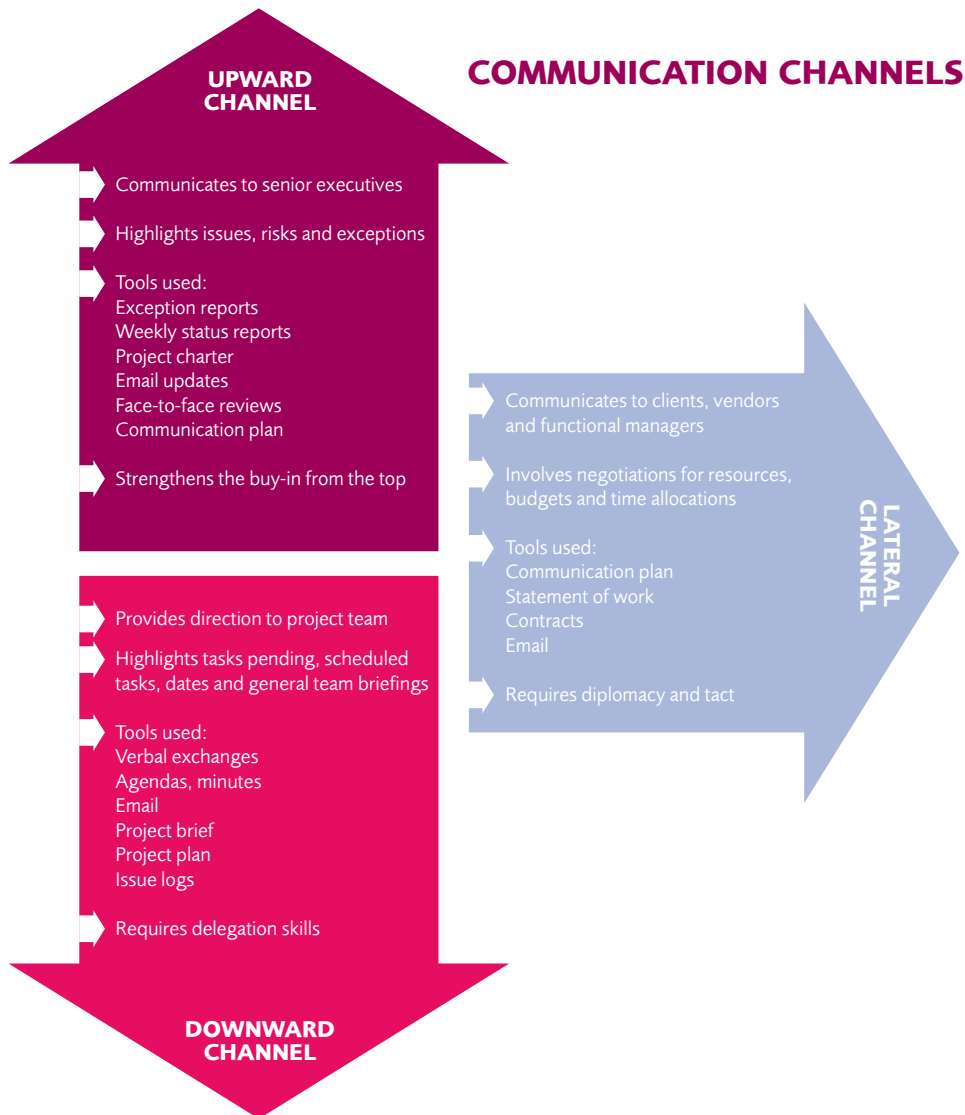 COMMUNICATION CHANNELS
UPWARD
CHANNEL
Communicates to senior executives
Highlights issues, risks and exceptions
Tools used:
Exception reports
Weekly status reports
Project charter
Email updates
Face-to-face reviews
Communication plan
Strengthens the buy-in from the top
Communicates to clients, vendors
and functional managers
Involves negotiations for resources,
budgets and time allocations
Tools used:
Communication plan
Statement of work
Contracts
Email
Requires diplomacy and tact
LATERAL
CHANNEL
Provides direction to project team
Highlights tasks pending, scheduled
tasks, dates and general team briefings
Tools used:
Verbal exchanges
Agendas, minutes
Email
Project brief
Project plan
Issue logs
Requires delegation skills
DOWNWARD
CHANNEL